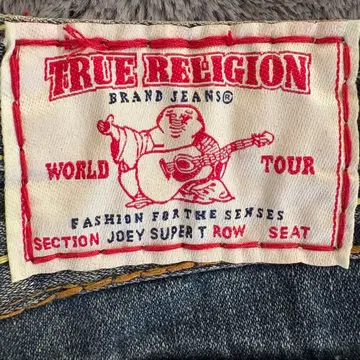 TRUE RELIGION
BRAND JEANS®
WORLD TOUR
FASHION FOR THE SENSES
SECTION JOEY SUPER T ROW SEAT